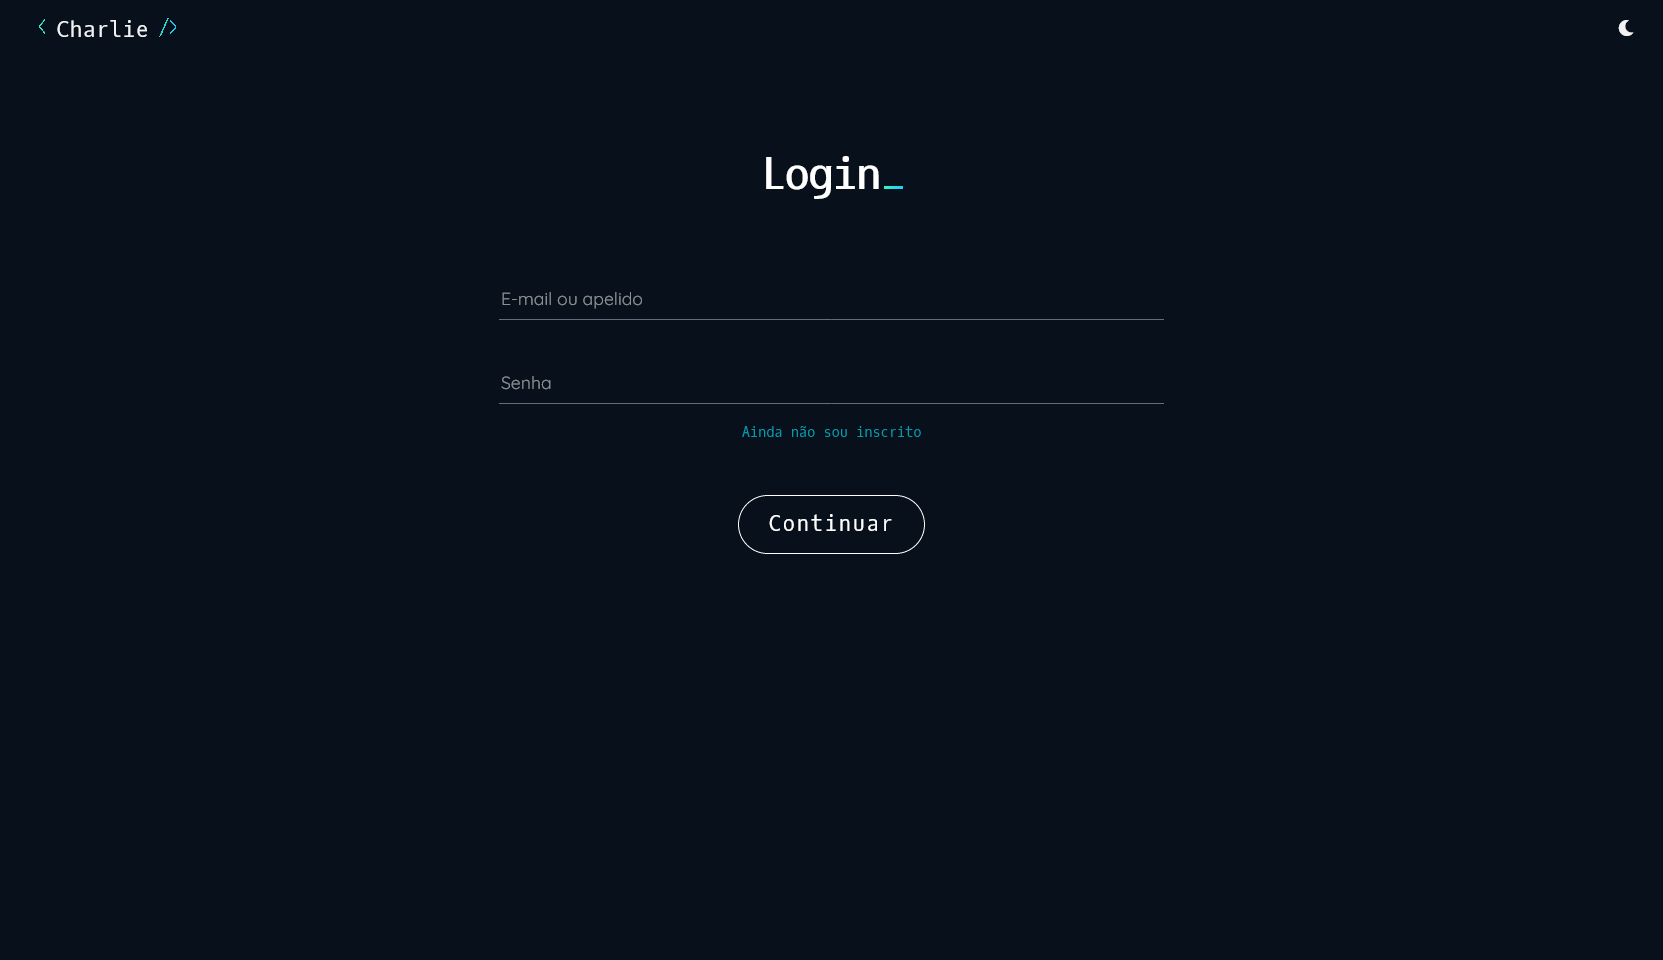 < Charlie />
Login_
E-mail ou apelido
Senha
Ainda não sou inscrito
Continuar